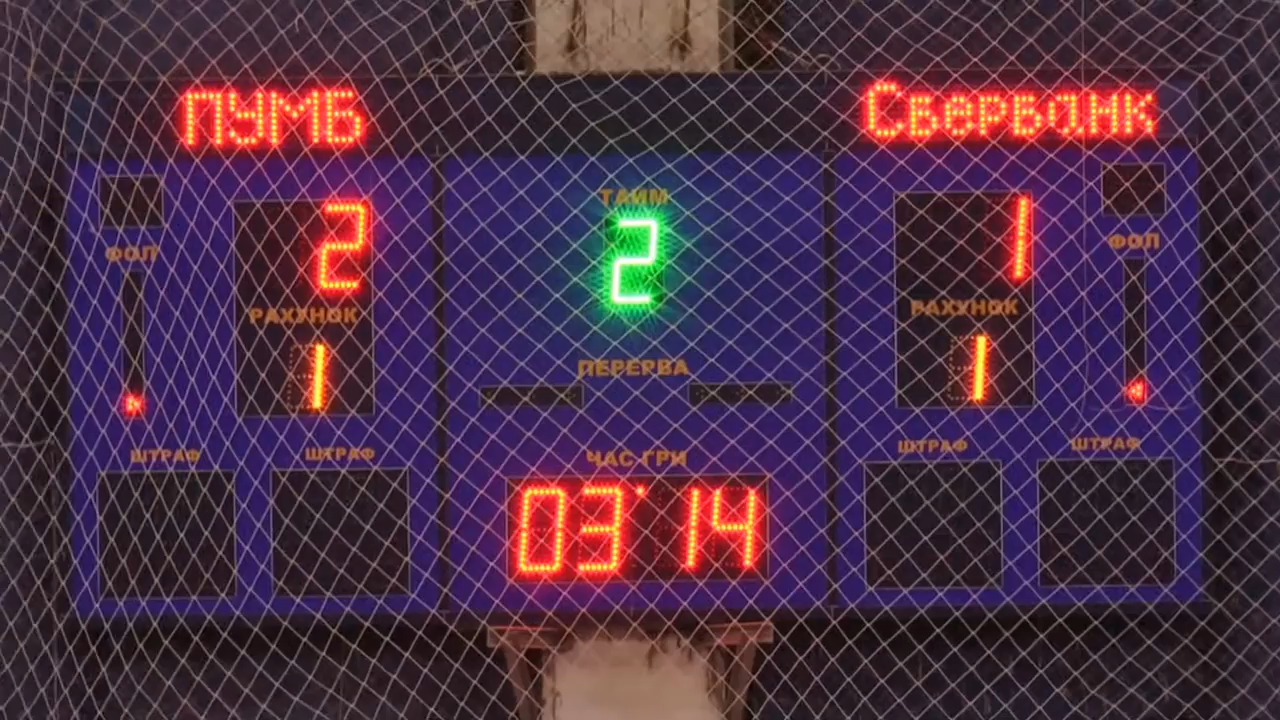 ПУМБ Сбербанк
ТАЙМ
2 2 1
ФОЛ ФОЛ
РАХУНОК РАХУНОК
1 1
ПЕРЕРВА
ШТРАФ ШТРАФ ЧАС ГРИ ШТРАФ ШТРАФ
03'14